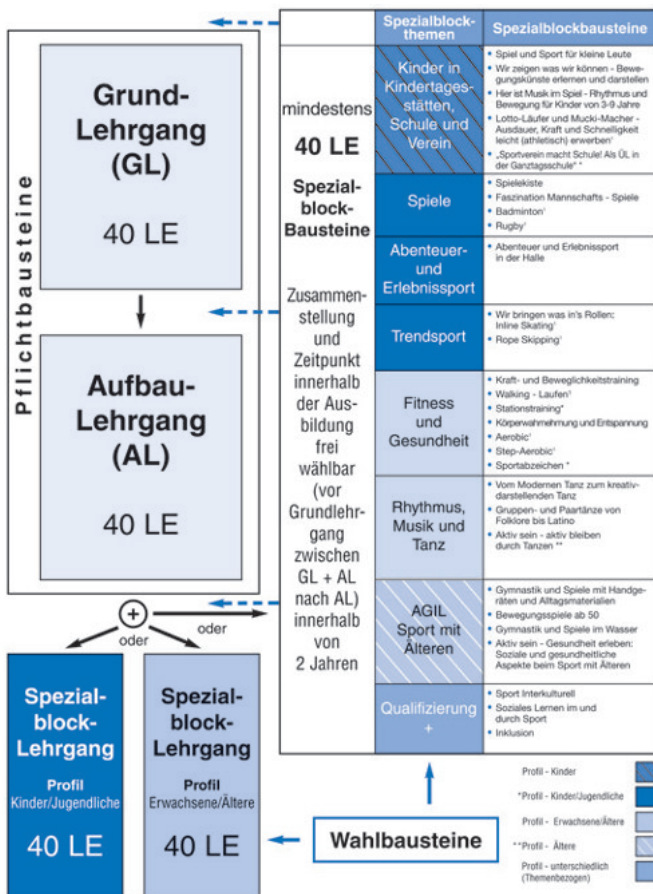 Pflichtbausteine
Grund-
Lehrgang
(GL)
40 LE
Aufbau-
Lehrgang
(AL)
40 LE
+
oder
oder
oder
Spezial-
block-
Lehrgang
Profil
Kinder/Jugendliche
40 LE
Spezial-
block-
Lehrgang
Profil
Erwachsene/Ältere
40 LE
mindestens
40 LE
Spezial-
block-
Bausteine
Zusammen-
stellung
und
Zeitpunkt
innerhalb
der Aus-
bildung
frei
wählbar
(vor
Grundlehr-
gang
zwischen
GL + AL
nach AL)
innerhalb
von
2 Jahren
Spezialblock-
themen
Spezialblockbausteine
Kinder in
Kindertages-
stätten,
Schule und
Verein
• Spiel und Sport für kleine Leute
• Wir zeigen was wir können - Bewe-
gungskünste erlernen und darstellen
• Hier ist Musik im Spiel - Rhythmus und
Bewegung für Kinder von 3-9 Jahre
• Lotto-Läufer und Mucki-Macher -
Ausdauer, Kraft und Schnelligkeit
leicht (athletisch) erwerben
• „Sportverein macht Schule! Als ÜL in
der Ganztagsschule“ *
Spiele
• Spielekiste
• Faszination Mannschafts - Spiele
• Badminton
• Rugby
Abenteuer-
und
Erlebnissport
• Abenteuer und Erlebnissport
in der Halle
Trendsport
• Wir bringen was in's Rollen:
Inline Skating
• Rope Skipping
Fitness
und
Gesundheit
• Kraft- und Beweglichkeitstraining
• Walking - Laufen
• Stationstraining*
• Körperwahrnehmung und Entspannung
• Aerobic
• Step-Aerobic
• Sportabzeichen *
Rhythmus,
Musik und
Tanz
• Vom Modernen Tanz zum kreativ-
darstellenden Tanz
• Gruppen- und Paartänze von
Folklore bis Latino
• Aktiv sein - aktiv bleiben
durch Tanzen **
AGIL
Sport mit
Älteren
• Gymnastik und Spiele mit Handge-
räten und Alltagsmaterialien
• Bewegungsspiele ab 50
• Gymnastik und Spiele im Wasser
• Aktiv sein - Gesundheit erleben:
Soziale und gesundheitliche
Aspekte beim Sport mit Älteren
Qualifizierung
+
• Sport Interkulturell
• Soziales Lernen im und
durch Sport
• Inklusion
Wahlbausteine
Profil - Kinder
*Profil - Kinder/Jugendliche
Profil - Erwachsene/Ältere
**Profil - Ältere
Profil - unterschiedlich
(Themenbezogen)